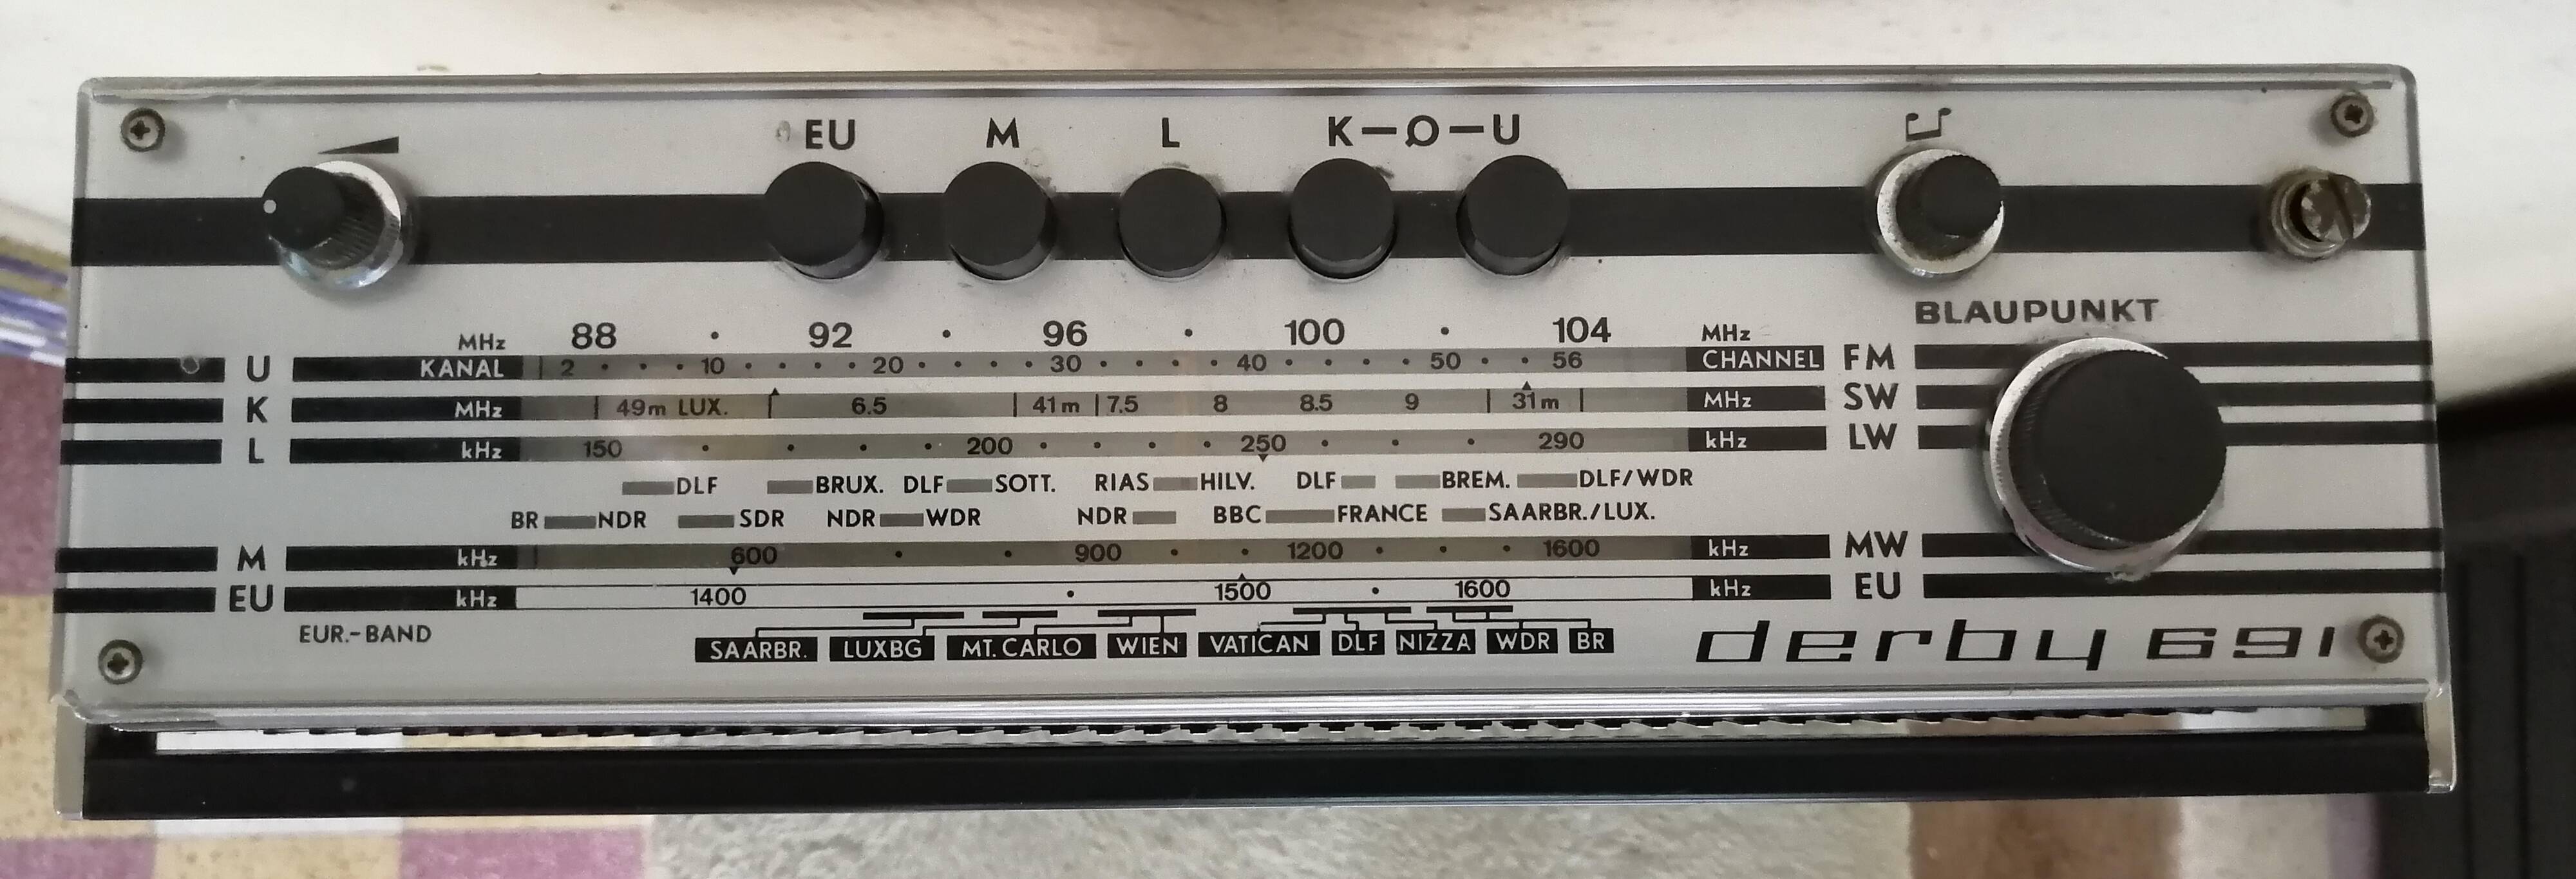 EU M L K—O—U
BLAUPUNKT
MHz 88 • 92 • 96 • 100 • 104 MHz
U KANAL 2 • • • 10 • • • • 20 • • • • 30 • • • • 40 • • • • 50 • • 56 CHANNEL FM
K MHz 49m LUX. 6.5 41m 7.5 8 8.5 9 31m MHz SW
L kHz 150 • • • • 200 • • • • 250 • • • 290 kHz LW
DLF BRUX. DLF SOTT. RIAS HILV. DLF BREM. DLF/WDR
BR NDR SDR NDR WDR NDR BBC FRANCE SAARBR./LUX.
M kHz 600 • • 900 • • 1200 • • • 1600 kHz MW
EU kHz 1400 • 1500 • 1600 kHz EU
EUR.-BAND SAARBR. LUXBG MT. CARLO WIEN VATICAN DLF NIZZA WDR BR derby 691